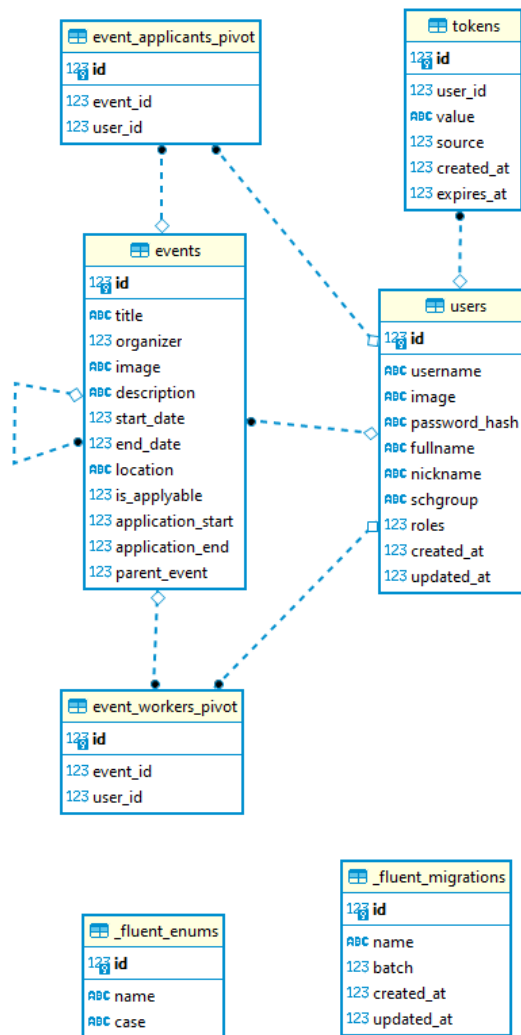 event_applicants_pivot
123 id
123 event_id
123 user_id
tokens
123 id
123 user_id
ABC value
123 source
123 created_at
123 expires_at
events
123 id
ABC title
123 organizer
ABC image
ABC description
123 start_date
123 end_date
ABC location
123 is_applyable
123 application_start
123 application_end
123 parent_event
users
123 id
ABC username
ABC image
ABC password_hash
ABC fullname
ABC nickname
ABC schgroup
123 roles
123 created_at
123 updated_at
event_workers_pivot
123 id
123 event_id
123 user_id
_fluent_enums
123 id
ABC name
ABC case
_fluent_migrations
123 id
ABC name
123 batch
123 created_at
123 updated_at